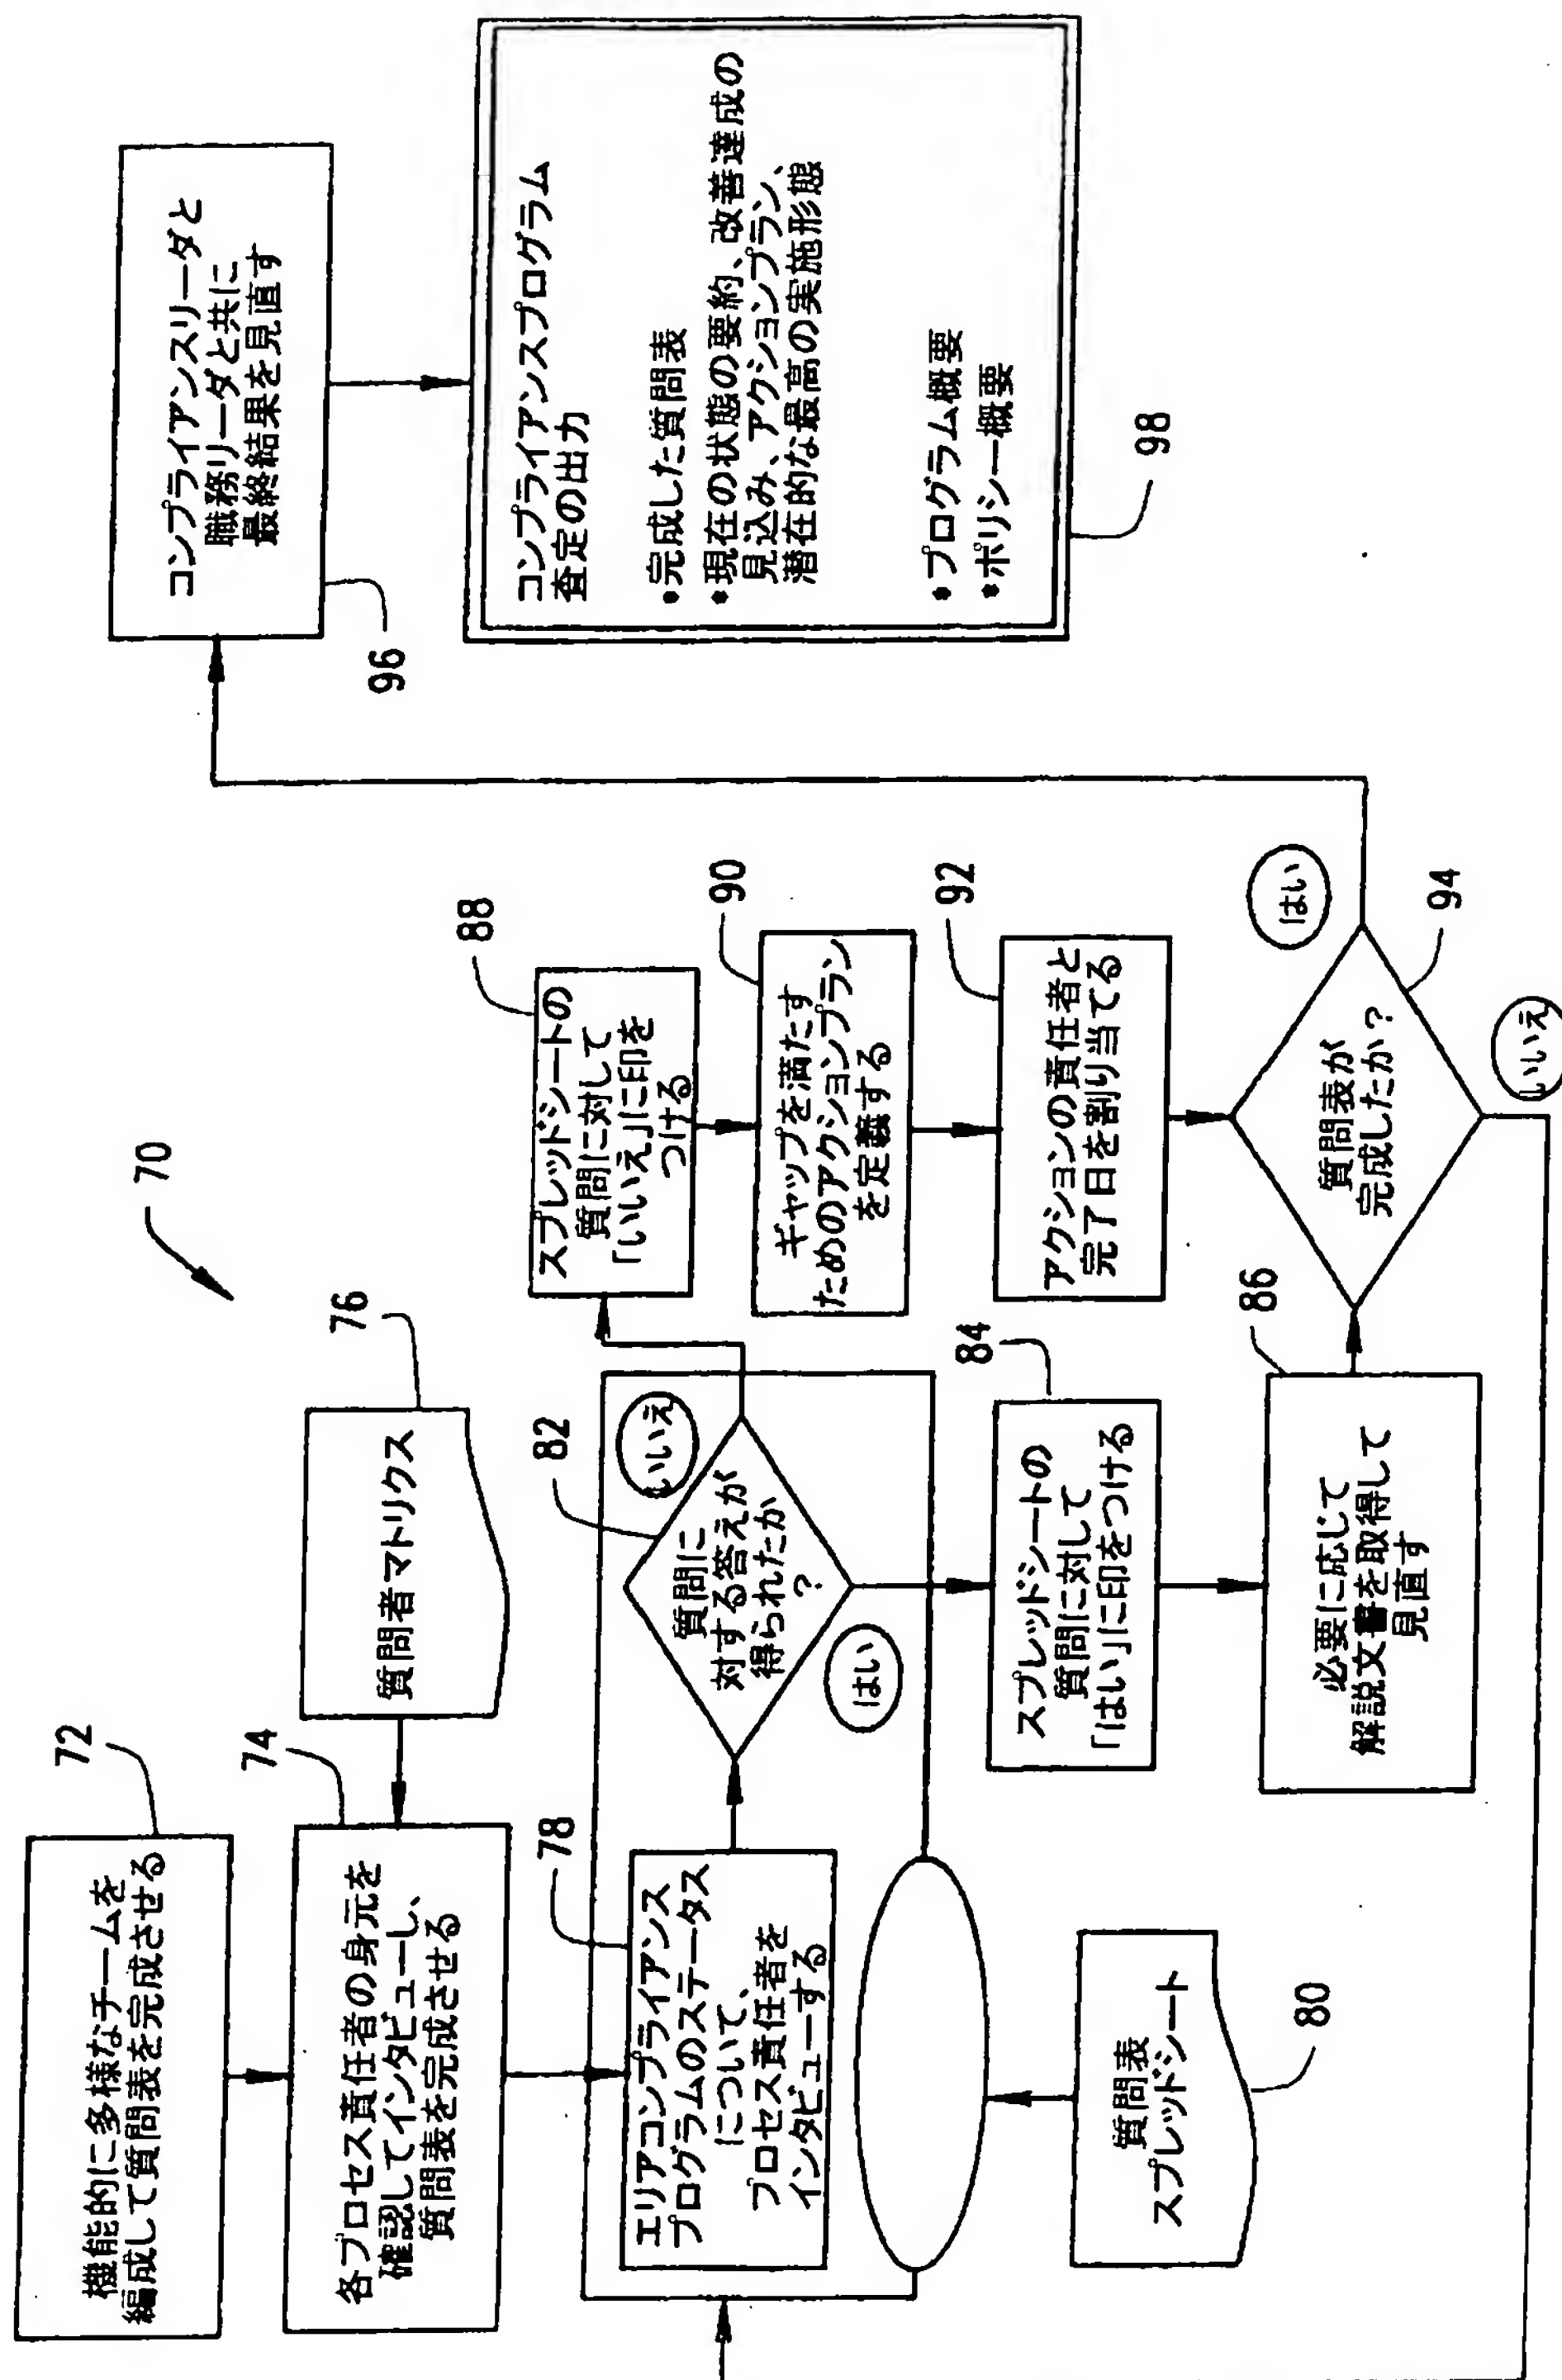 70
72
機能的に多様なチームを
編成して質問表を完成させる
74
各プロセス責任者の身元を
確認してインタビューし、
質問表を完成させる
76
質問者マトリクス
78
エリアコンプライアンス
プログラムのステータス
について、
プロセス責任者を
インタビューする
80
質問表
スプレッドシート
82
質問に
対する答えが
得られたか
?
いいえ
はい
84
スプレッドシートの
質問に対して
「はい」に印をつける
86
必要に応じて
解説文書を取得して
見直す
88
スプレッドシートの
質問に対して
「いいえ」に印を
つける
90
ギャップを満たす
ためのアクションプラン
を定義する
92
アクションの責任者と
完了日を割り当てる
94
質問表が
完成したか?
はい
いいえ
96
コンプライアンスリーダと
職務リーダと共に
最終結果を見直す
コンプライアンスプログラム
査定の出力
•完成した質問表
•現在の状態の要約、改善達成の
見込み、アクションプラン、
潜在的な最高の実施形態
•プログラム概要
•ポリシー概要
98